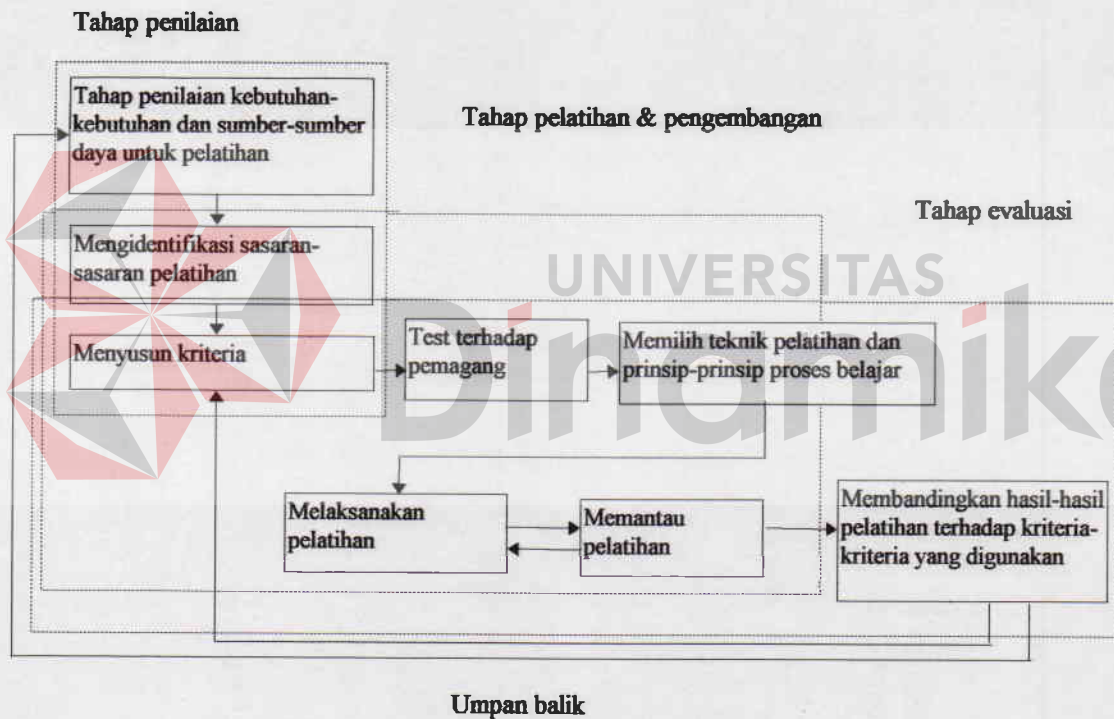 Tahap penilaian
Tahap penilaian kebutuhan-
kebutuhan dan sumber-sumber
daya untuk pelatihan
Tahap pelatihan & pengembangan
Tahap evaluasi
Mengidentifikasi sasaran-
sasaran pelatihan
UNIVERSITAS
Dinamika
Menyusun kriteria
Test terhadap
pemagang
Memilih teknik pelatihan dan
prinsip-prinsip proses belajar
Melaksanakan
pelatihan
Memantau
pelatihan
Membandingkan hasil-hasil
pelatihan terhadap kriteria-
kriteria yang digunakan
Umpan balik